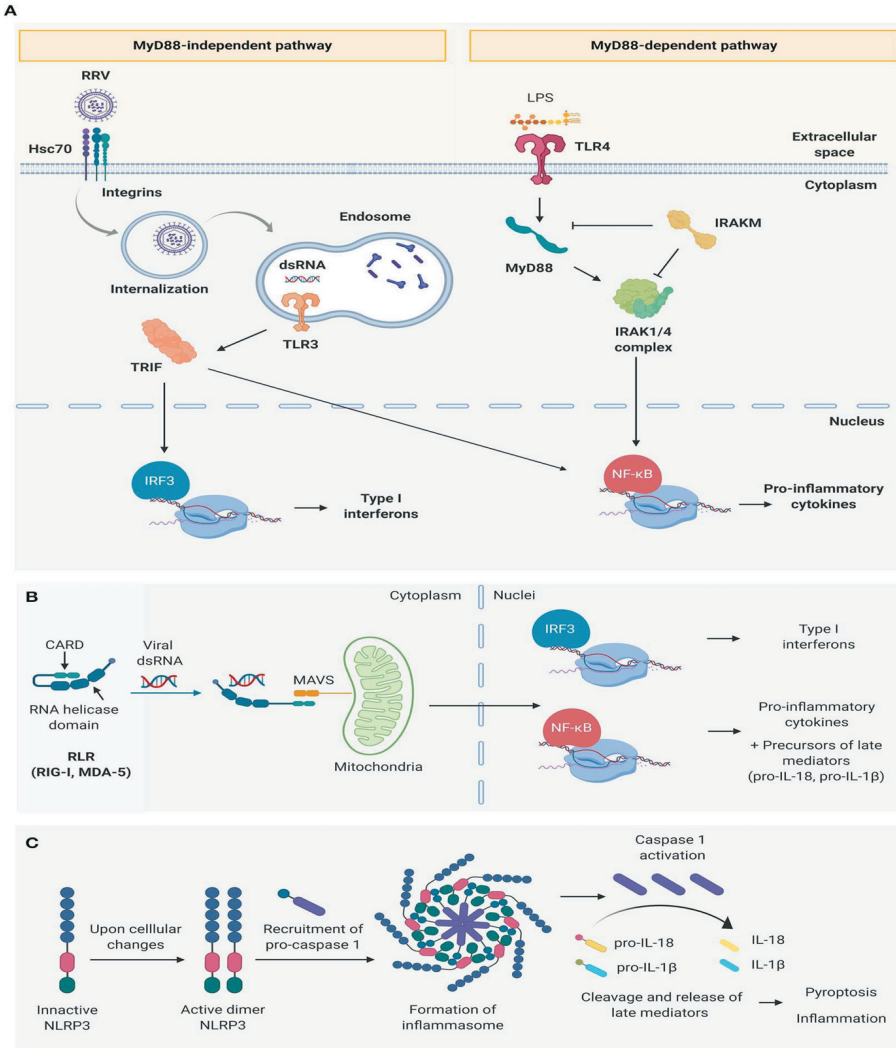 A
MyD88-independent pathway
MyD88-dependent pathway
RRV
Hsc70
Integrins
Internalization
Endosome
dsRNA
TLR3
TRIF
LPS
TLR4
Extracellular
space
Cytoplasm
IRAKM
MyD88
IRAK1/4
complex
Nucleus
IRF3
Type I
interferons
NF-κB
Pro-inflammatory
cytokines
B
Cytoplasm
Nuclei
CARD
RNA helicase
domain
RLR
(RIG-I, MDA-5)
Viral
dsRNA
MAVS
Mitochondria
IRF3
Type I
interferons
NF-κB
Pro-inflammatory
cytokines
+ Precursors of late
mediators
(pro-IL-18, pro-IL-1β)
C
Innactive
NLRP3
Upon celllular
changes
Active dimer
NLRP3
Recruitment of
pro-caspase 1
Formation of
inflammasome
Caspase 1
activation
pro-IL-18
pro-IL-1β
IL-18
IL-1β
Cleavage and release of
late mediators
Pyroptosis
Inflammation